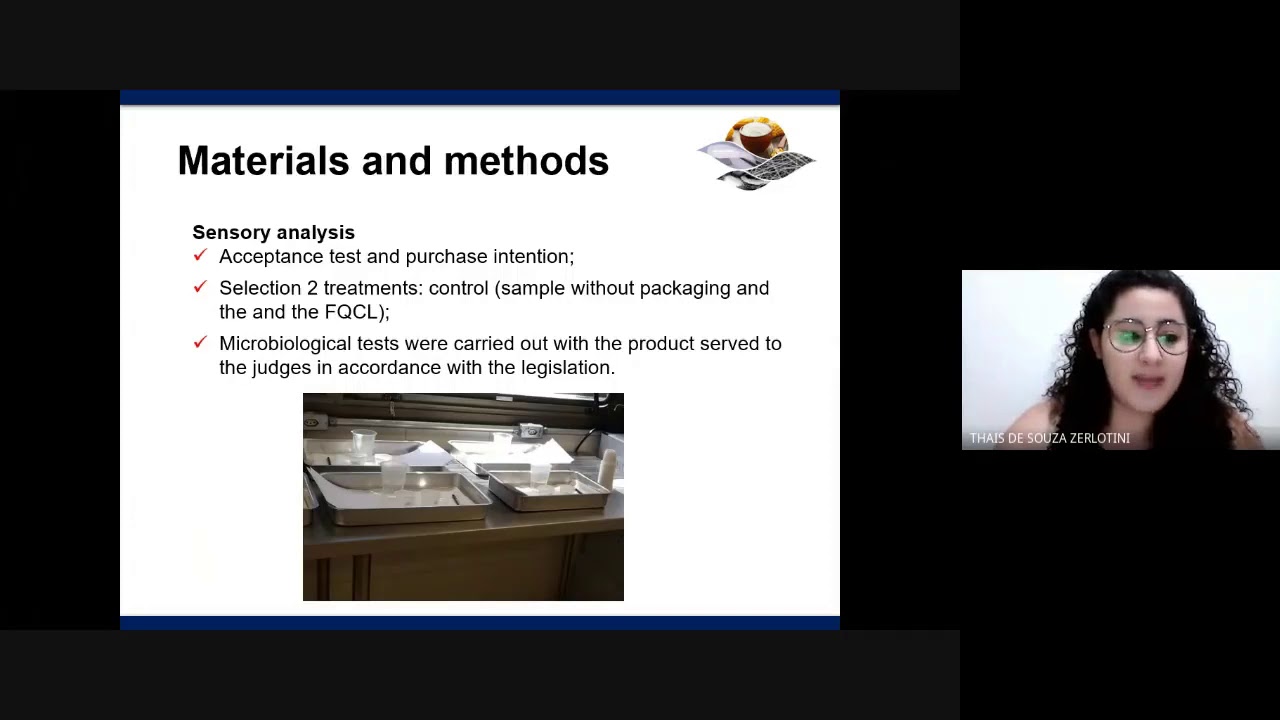 Materials and methods
Sensory analysis
✓ Acceptance test and purchase intention;
✓ Selection 2 treatments: control (sample without packaging and
the and the FQCL);
✓ Microbiological tests were carried out with the product served to
the judges in accordance with the legislation.
THAIS DE SOUZA ZERLOTINI